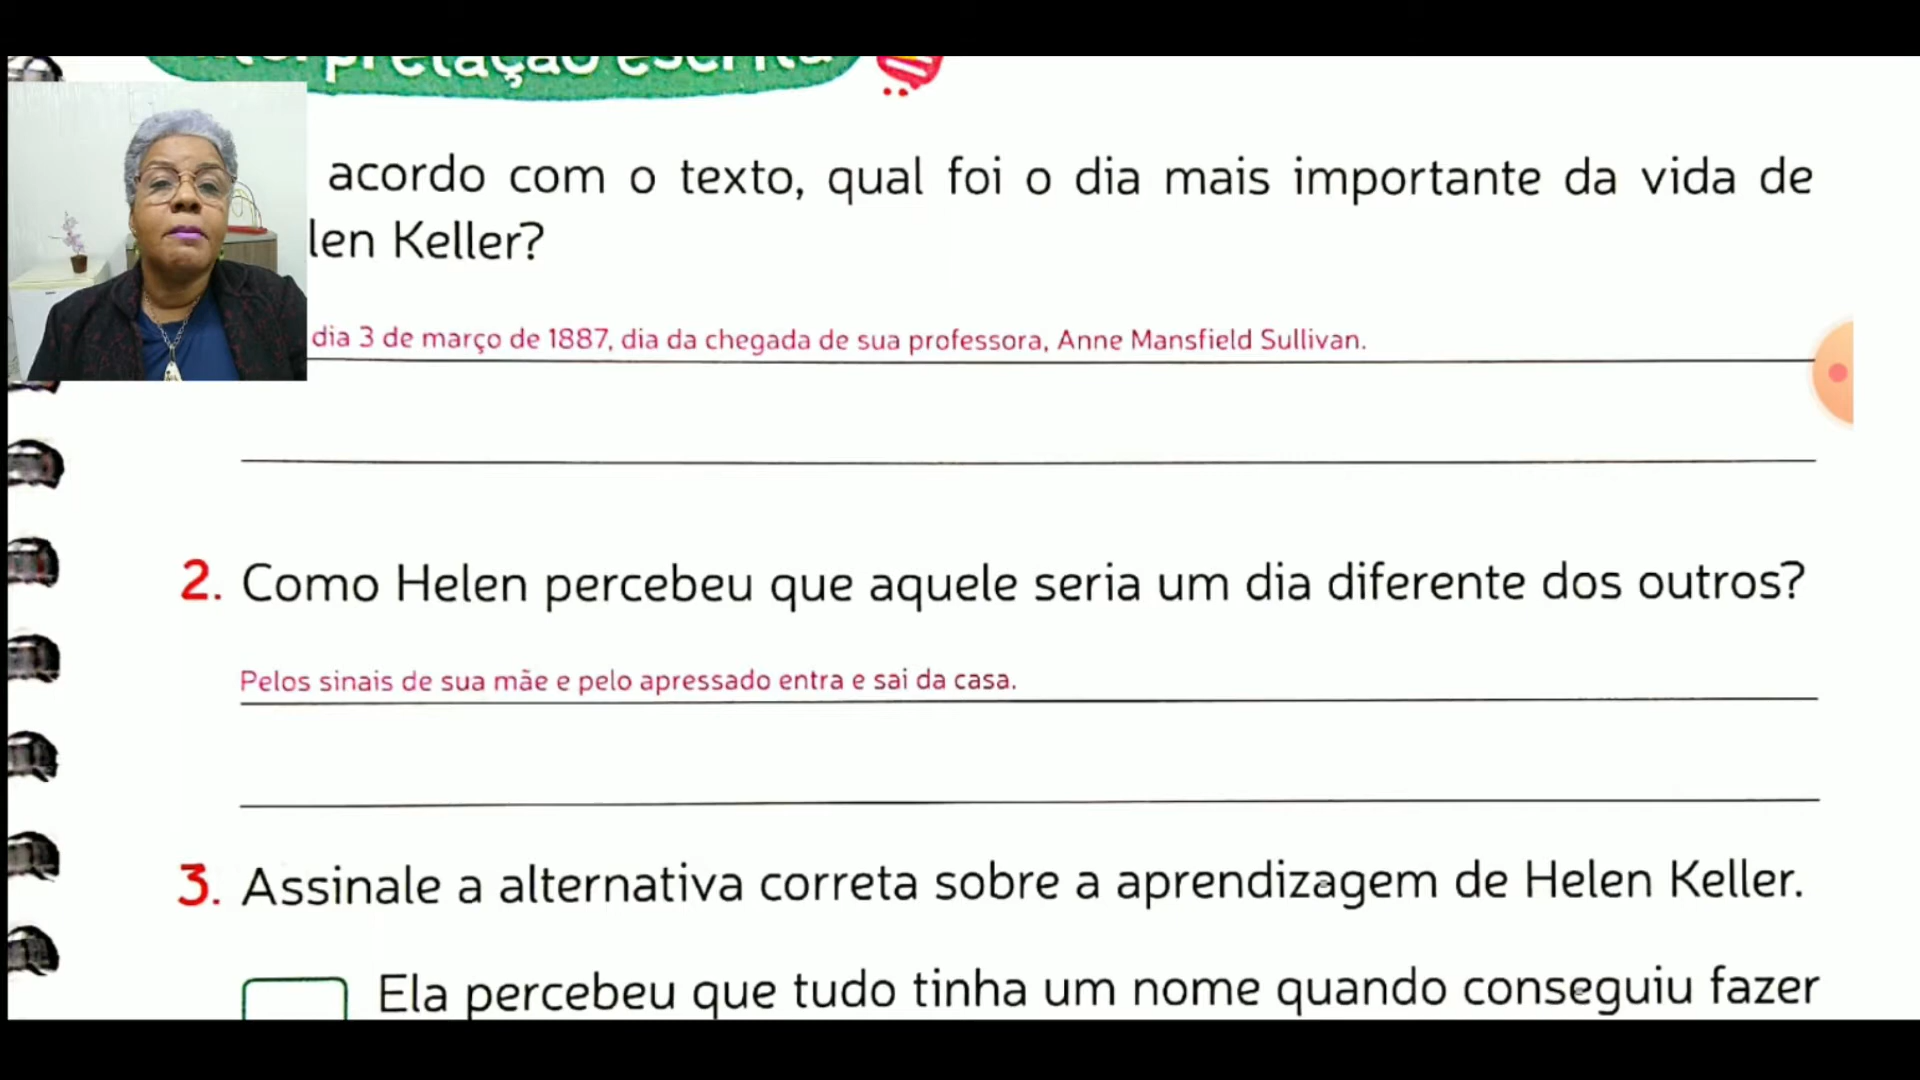 acordo com o texto, qual foi o dia mais importante da vida de
len Keller?
dia 3 de março de 1887, dia da chegada de sua professora, Anne Mansfield Sullivan.
2. Como Helen percebeu que aquele seria um dia diferente dos outros?
Pelos sinais de sua mãe e pelo apressado entra e sai da casa.
3. Assinale a alternativa correta sobre a aprendizagem de Helen Keller.
Ela percebeu que tudo tinha um nome quando conseguiu fazer